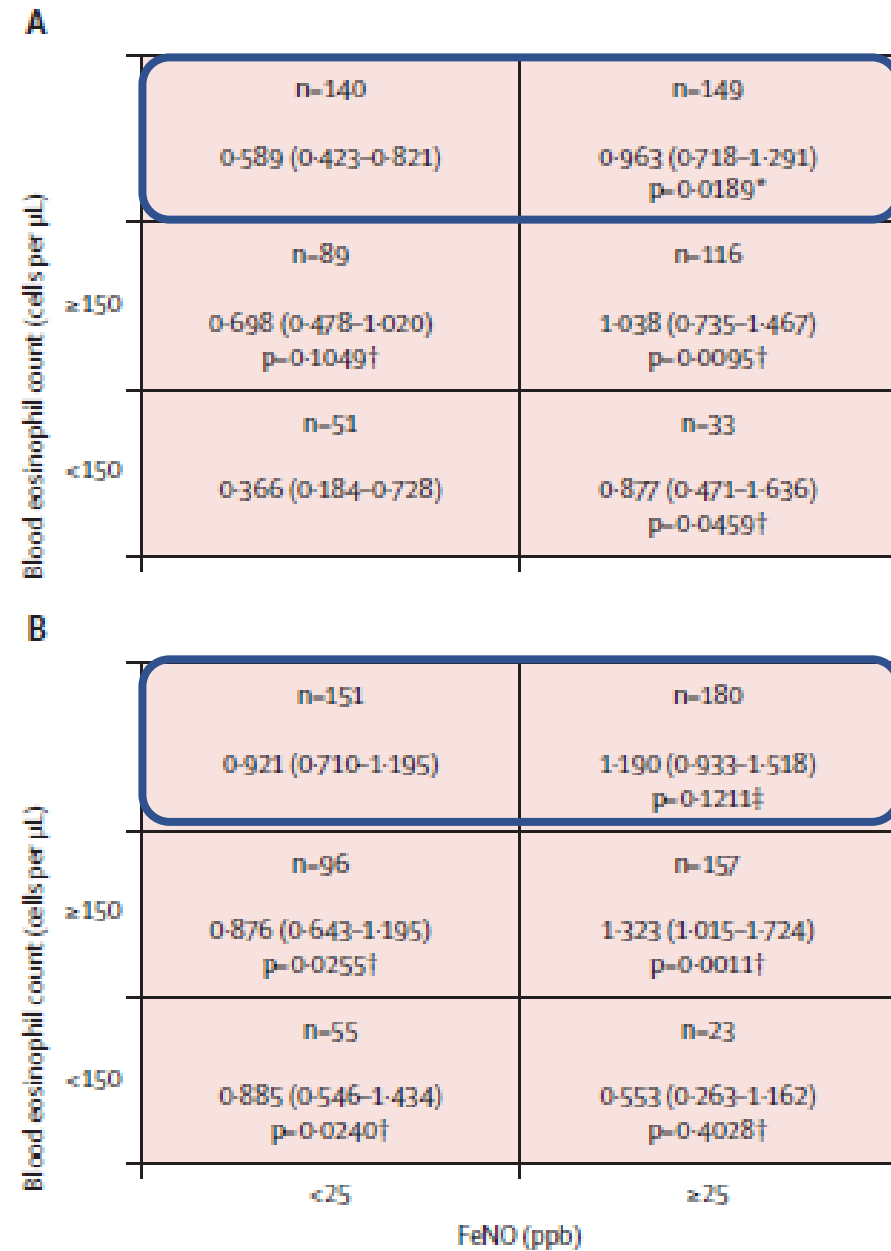 A
n=140
n=149
0·589 (0·423–0·821)
0·963 (0·718–1·291)
p=0·0189*
Blood eosinophil count (cells per µL)
≥150
n=89
n=116
0·698 (0·478–1·020)
1·038 (0·735–1·467)
p=0·1049†
p=0·0095†
<150
n=51
n=33
0·366 (0·184–0·728)
0·877 (0·471–1·636)
p=0·0459†
B
n=151
n=180
0·921 (0·710–1·195)
1·190 (0·933–1·518)
p=0·1211‡
Blood eosinophil count (cells per µL)
≥150
n=96
n=157
0·876 (0·643–1·195)
1·323 (1·015–1·724)
p=0·0255†
p=0·0011†
<150
n=55
n=23
0·885 (0·546–1·434)
0·553 (0·263–1·162)
p=0·0240†
p=0·4028†
<25
≥25
FeNO (ppb)